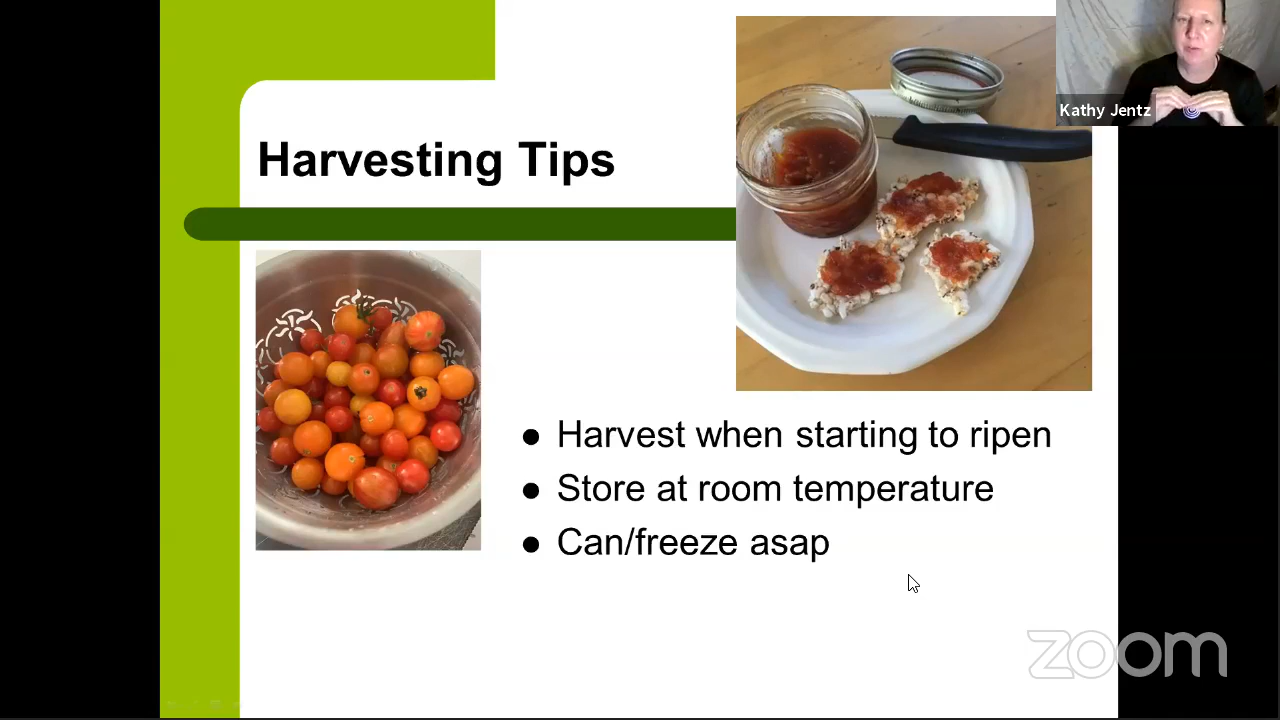 Kathy Jentz
Harvesting Tips
● Harvest when starting to ripen
● Store at room temperature
● Can/freeze asap
zoom